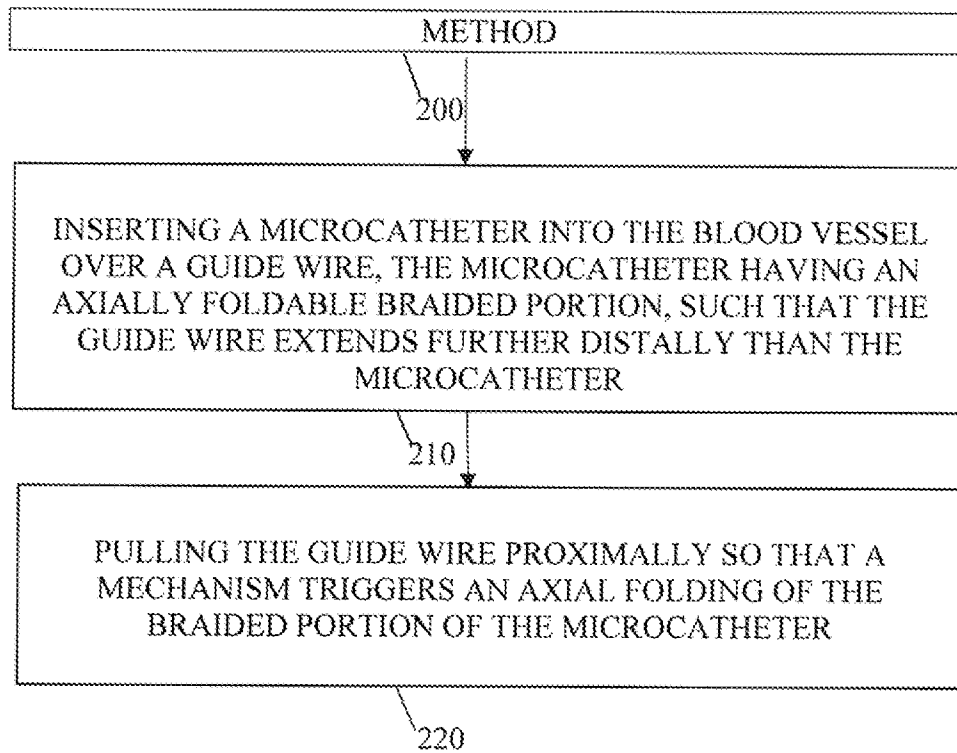 METHOD
200
INSERTING A MICROCATHETER INTO THE BLOOD VESSEL
OVER A GUIDE WIRE, THE MICROCATHETER HAVING AN
AXIALLY FOLDABLE BRAIDED PORTION, SUCH THAT THE
GUIDE WIRE EXTENDS FURTHER DISTALLY THAN THE
MICROCATHETER
210
PULLING THE GUIDE WIRE PROXIMALLY SO THAT A
MECHANISM TRIGGERS AN AXIAL FOLDING OF THE
BRAIDED PORTION OF THE MICROCATHETER
220